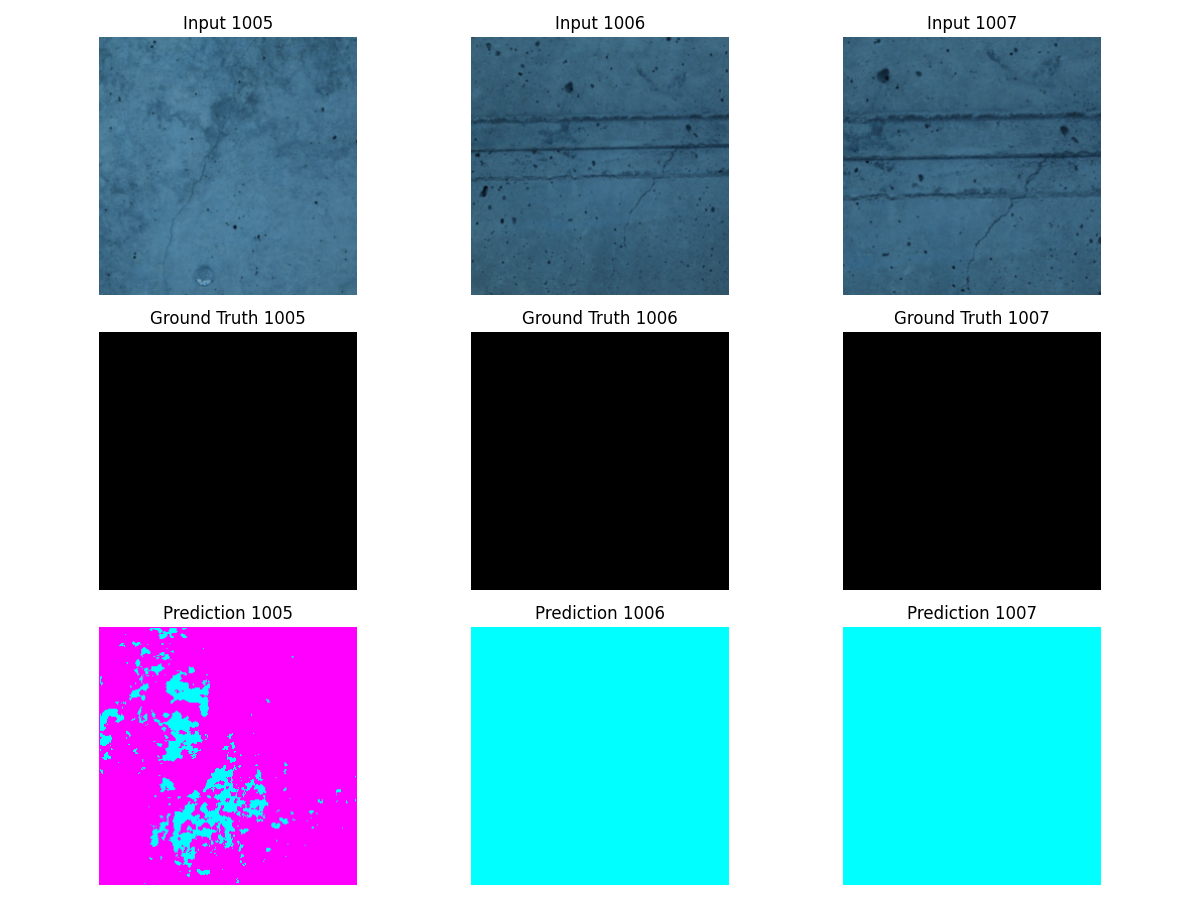 Input 1005
Input 1006
Input 1007
Ground Truth 1005
Ground Truth 1006
Ground Truth 1007
Prediction 1005
Prediction 1006
Prediction 1007